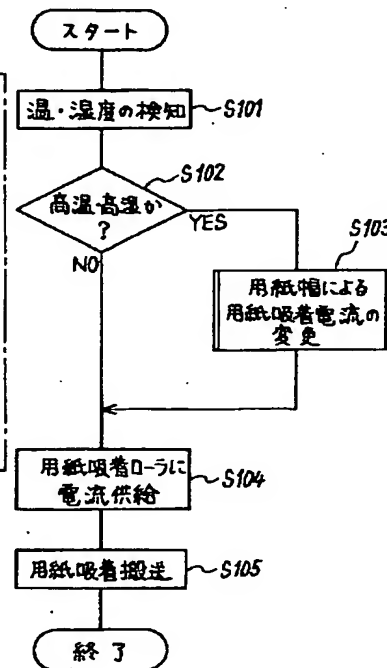 スタート
温・湿度の検知
S101
S102
高温・高湿か
?
YES
NO
S103
用紙幅による
用紙吸着電流の
変更
用紙吸着ローラに
電流供給
S104
用紙吸着搬送
S105
終了